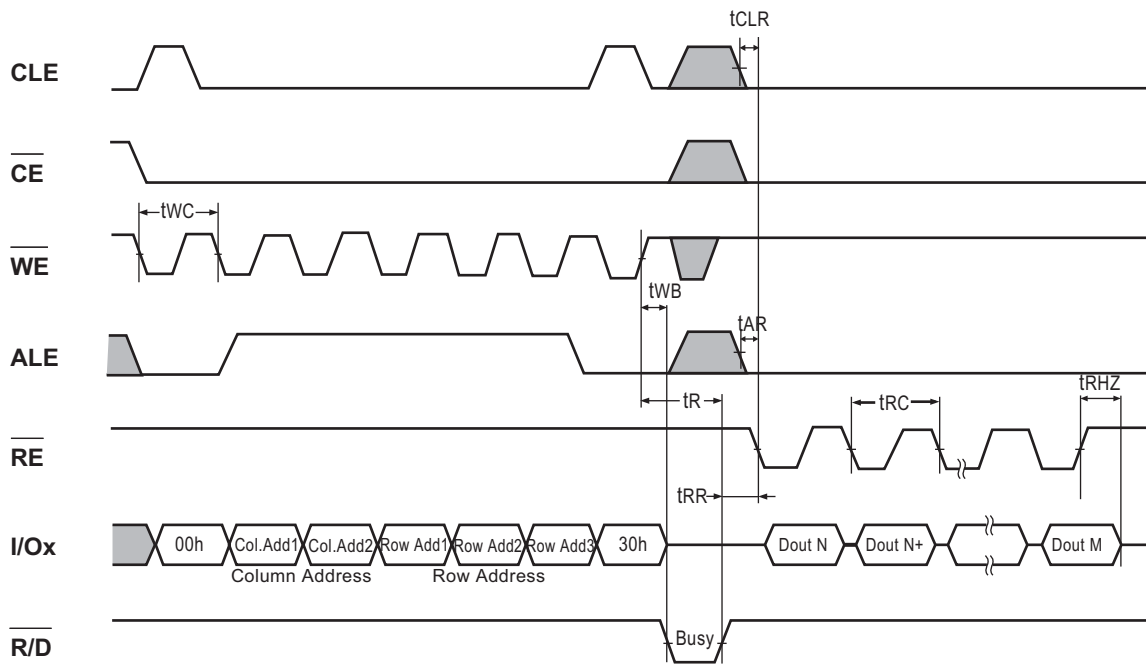 tCLR
CLE
CE
tWC
WE
tWB
tAR
ALE
tR
tRC
tRHZ
RE
tRR
I/Ox
00h
Col.Add1
Col.Add2
Row Add1
Row Add2
Row Add3
30h
Dout N
Dout N+
Dout M
Column Address
Row Address
R/D
Busy